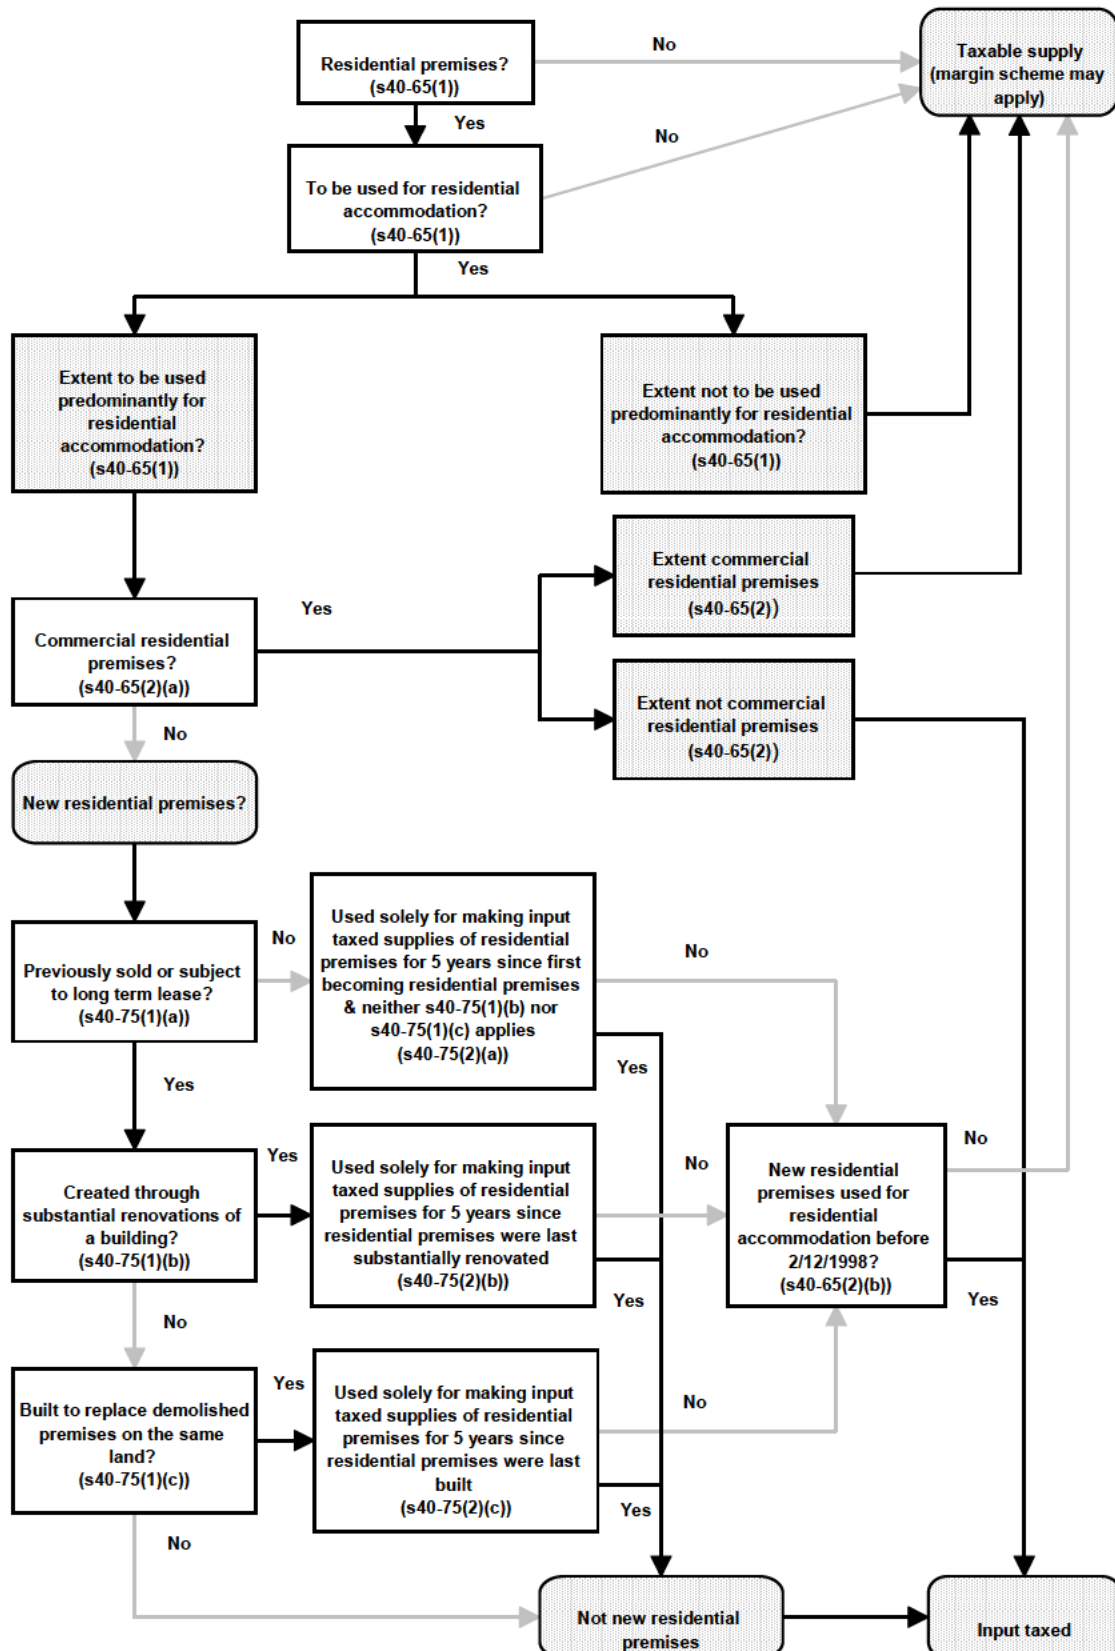 Residential premises?
(s40-65(1))
No
Taxable supply
(margin scheme may
apply)
Yes
No
To be used for residential
accommodation?
(s40-65(1))
Yes
Extent to be used
predominantly for
residential
accommodation?
(s40-65(1))
Extent not to be used
predominantly for residential
accommodation?
(s40-65(1))
Extent commercial
residential premises
(s40-65(2))
Yes
Commercial residential
premises?
(s40-65(2)(a))
Extent not commercial
residential premises
(s40-65(2))
No
New residential premises?
Previously sold or subject
to long term lease?
(s40-75(1)(a))
No
Used solely for making input
taxed supplies of residential
premises for 5 years since first
becoming residential premises
& neither s40-75(1)(b) nor
s40-75(1)(c) applies
(s40-75(2)(a))
No
Yes
Yes
Created through
substantial renovations of
a building?
(s40-75(1)(b))
Yes
Used solely for making input
taxed supplies of residential
premises for 5 years since
residential premises were last
substantially renovated
(s40-75(2)(b))
No
Yes
New residential
premises used for
residential
accommodation before
2/12/1998?
(s40-65(2)(b))
No
Yes
No
Built to replace demolished
premises on the same
land?
(s40-75(1)(c))
Yes
Used solely for making input
taxed supplies of residential
premises for 5 years since
residential premises were last
built
(s40-75(2)(c))
No
Yes
No
Not new residential
premises
Input taxed